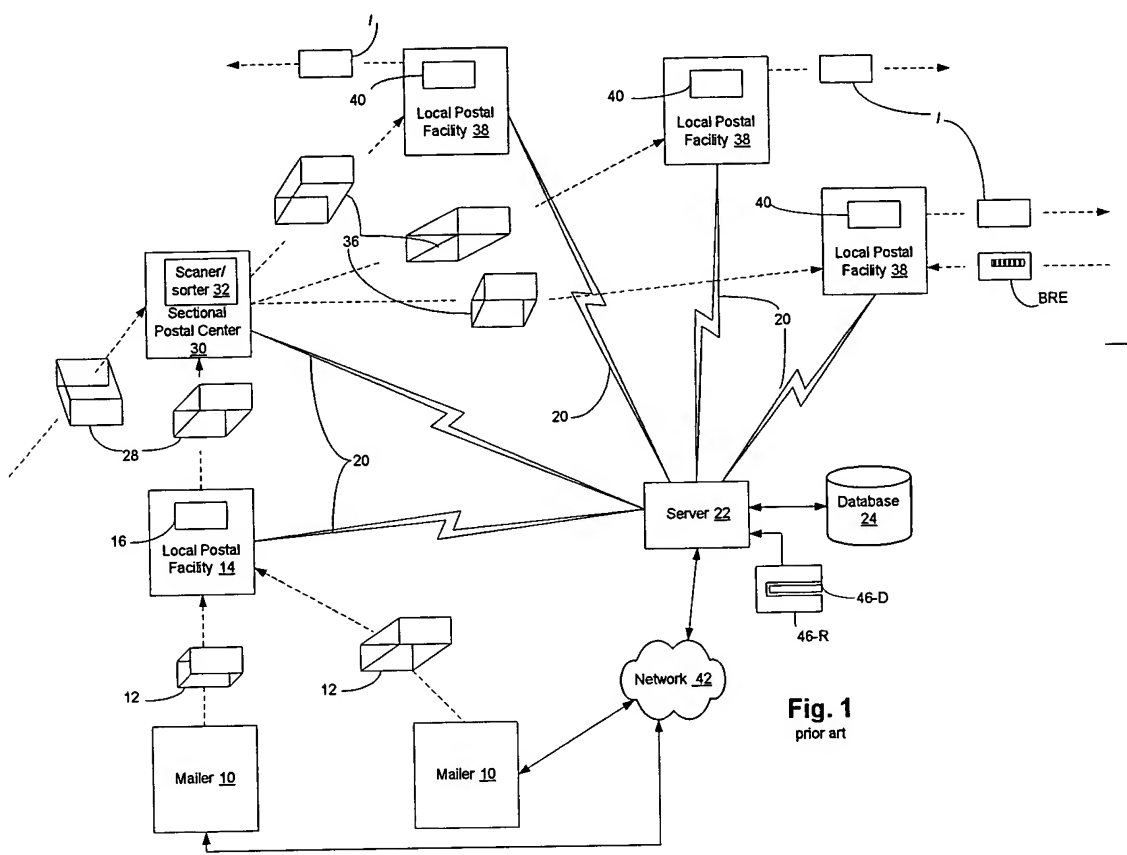 I
40
Local Postal
Facility 38
40
Local Postal
Facility 38
I
40
Local Postal
Facility 38
BRE
36
Scaner/
sorter 32
Sectional
Postal Center
30
28
20
20
20
16
Local Postal
Facility 14
Server 22
Database
24
46-D
46-R
12
12
Network 42
Fig. 1
prior art
Mailer 10
Mailer 10